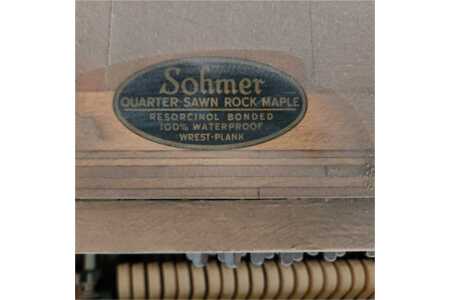 Sohmer
QUARTER-SAWN ROCK MAPLE
RESORCINOL BONDED
100% WATERPROOF
WREST-PLANK